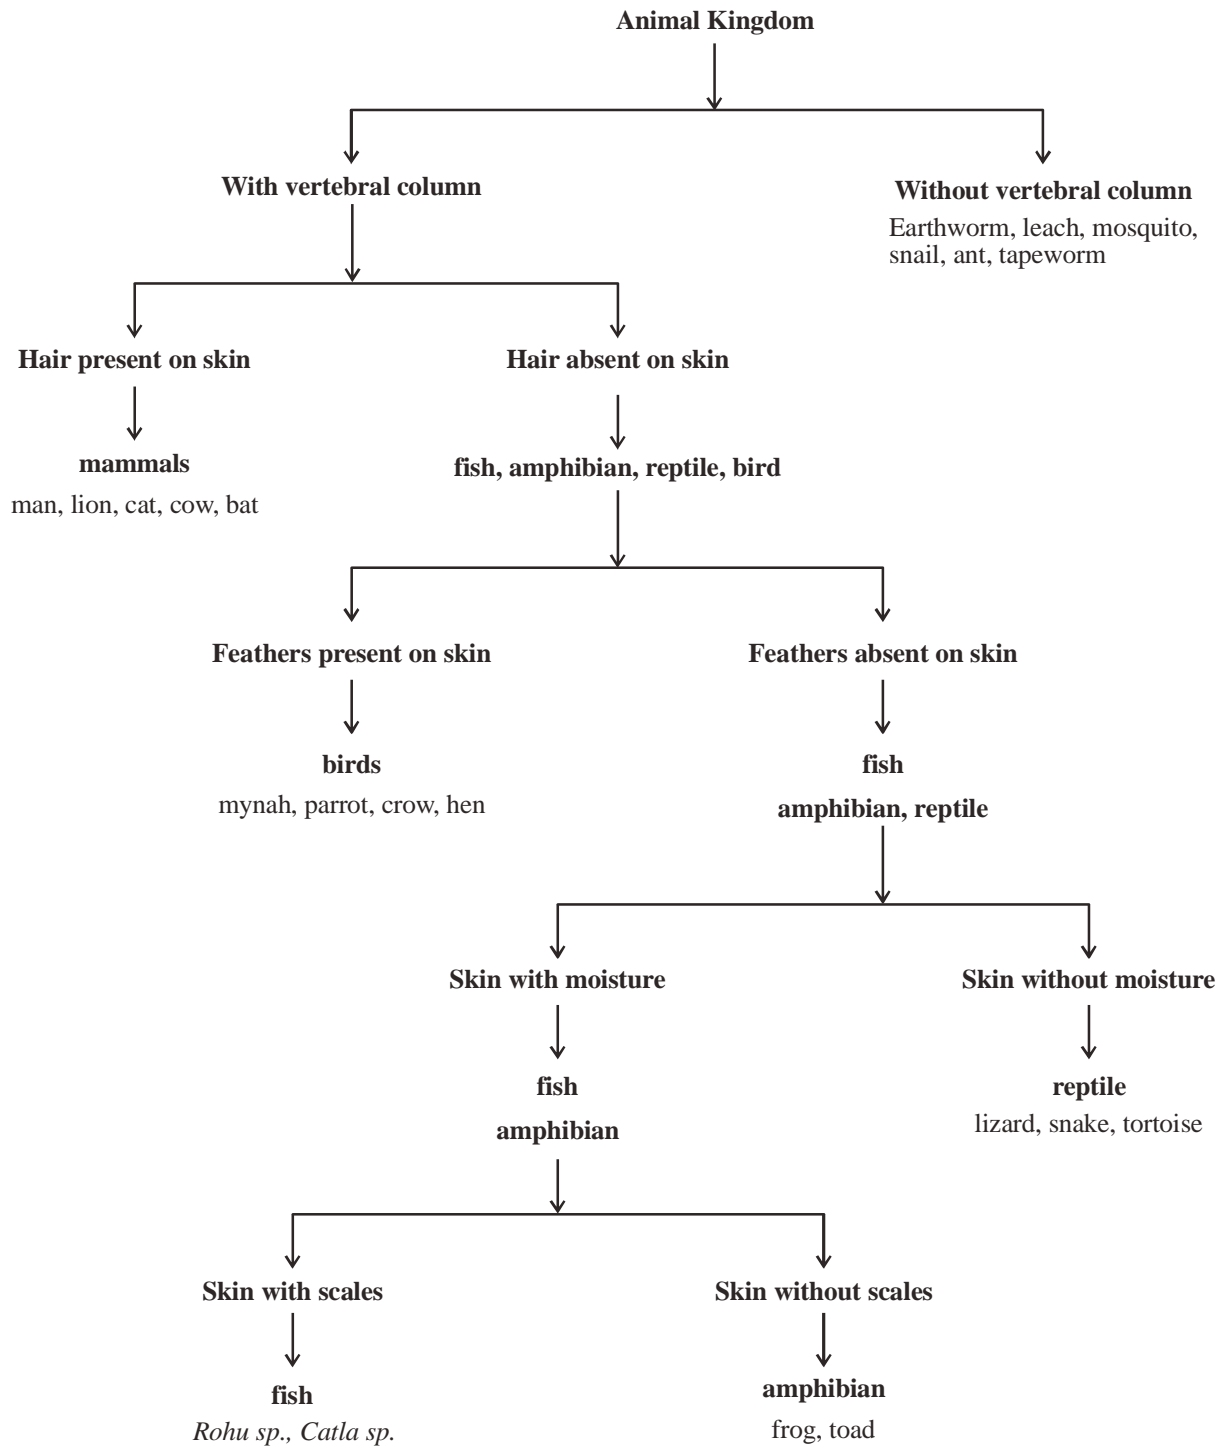 Animal Kingdom
With vertebral column
Without vertebral column
Earthworm, leach, mosquito,
snail, ant, tapeworm
Hair present on skin
Hair absent on skin
mammals
man, lion, cat, cow, bat
fish, amphibian, reptile, bird
Feathers present on skin
Feathers absent on skin
birds
mynah, parrot, crow, hen
fish
amphibian, reptile
Skin with moisture
Skin without moisture
fish
amphibian
reptile
lizard, snake, tortoise
Skin with scales
Skin without scales
fish
Rohu sp., Catla sp.
amphibian
frog, toad